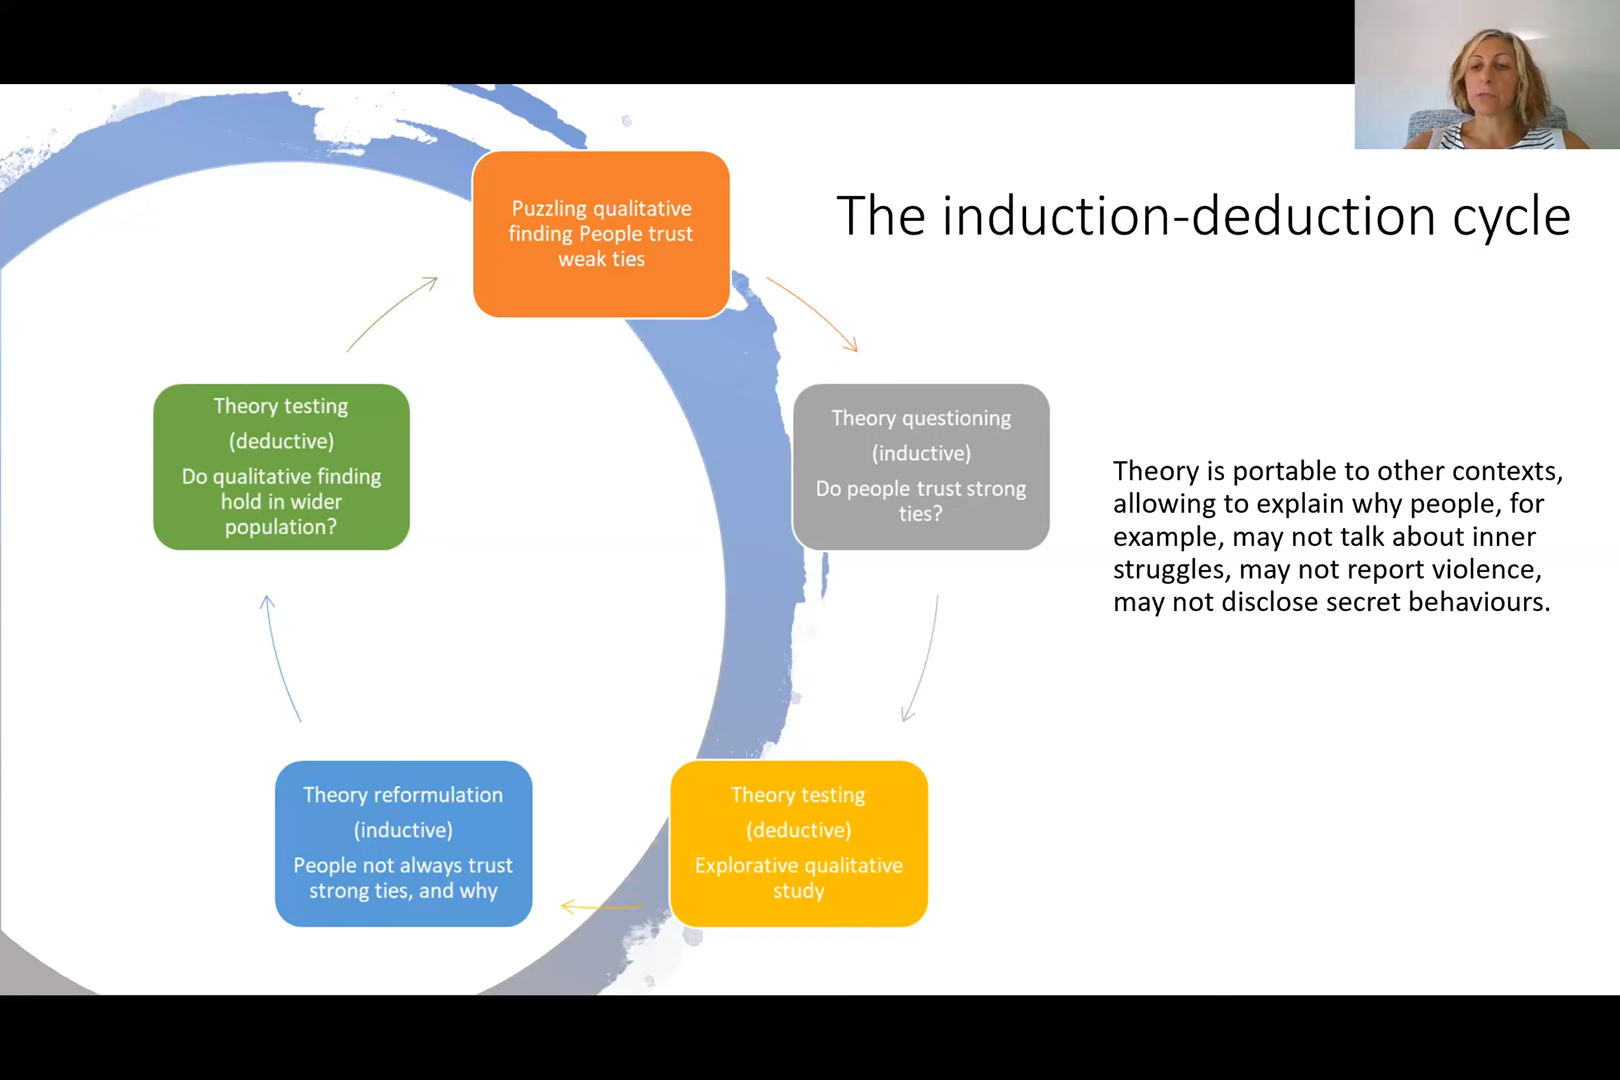 The induction-deduction cycle
Puzzling qualitative
finding People trust
weak ties
Theory questioning
(inductive)
Do people trust strong
ties?
Theory testing
(deductive)
Explorative qualitative
study
Theory reformulation
(inductive)
People not always trust
strong ties, and why
Theory testing
(deductive)
Do qualitative finding
hold in wider
population?
Theory is portable to other contexts,
allowing to explain why people, for
example, may not talk about inner
struggles, may not report violence,
may not disclose secret behaviours.